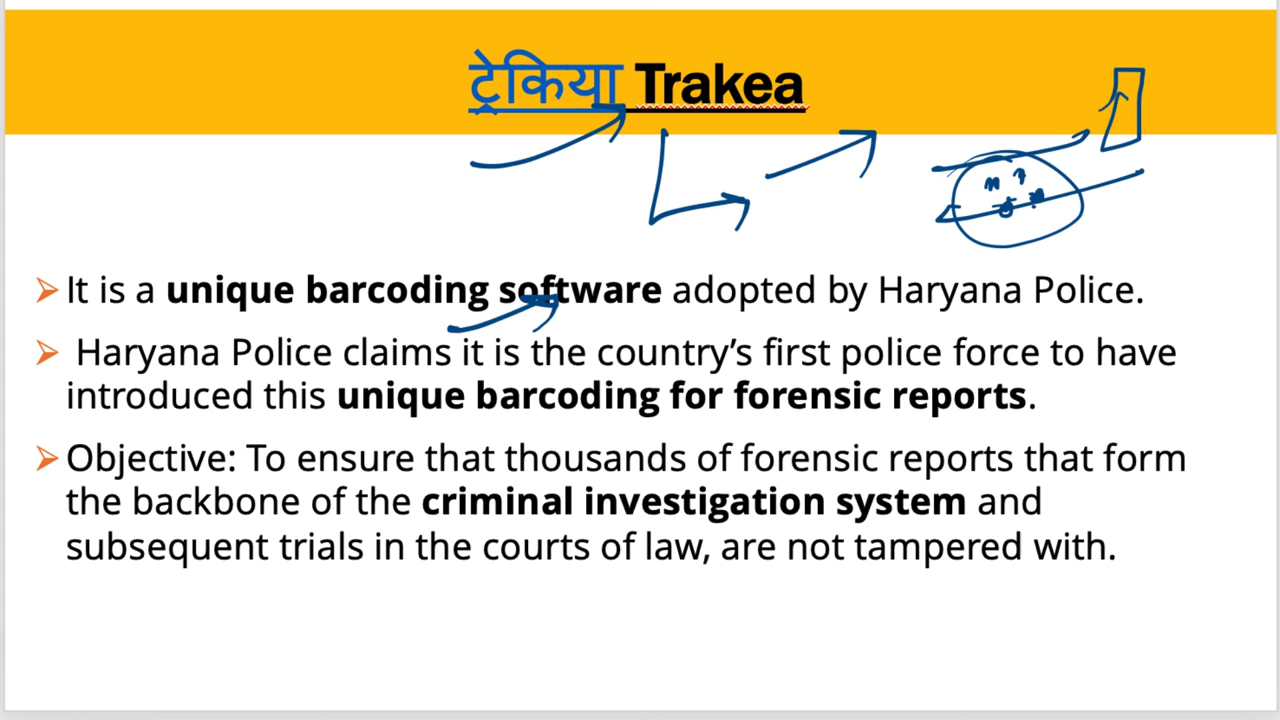 ट्रेकिया Trakea
➢ It is a unique barcoding software adopted by Haryana Police.
➢ Haryana Police claims it is the country’s first police force to have
introduced this unique barcoding for forensic reports.
➢ Objective: To ensure that thousands of forensic reports that form
the backbone of the criminal investigation system and
subsequent trials in the courts of law, are not tampered with.